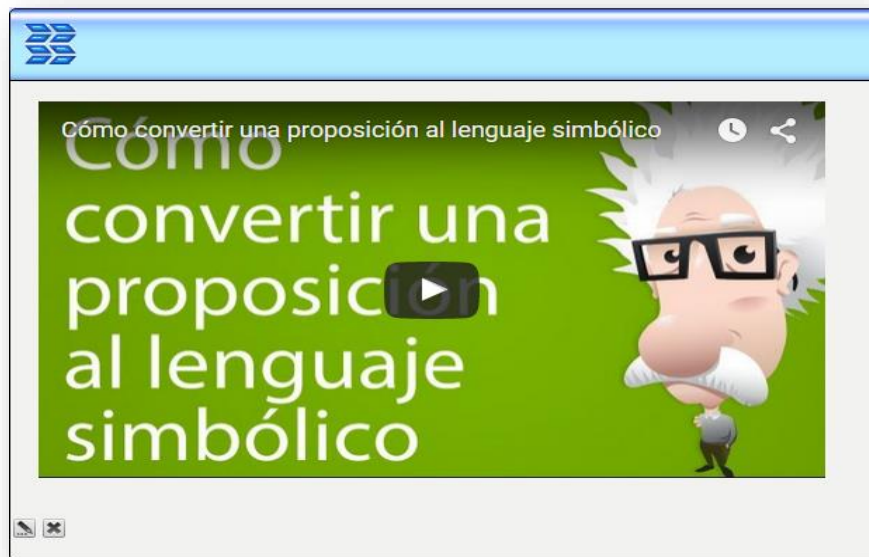 Cómo convertir una proposición al lenguaje simbólico
Cómo
convertir una
proposición
al lenguaje
simbólico